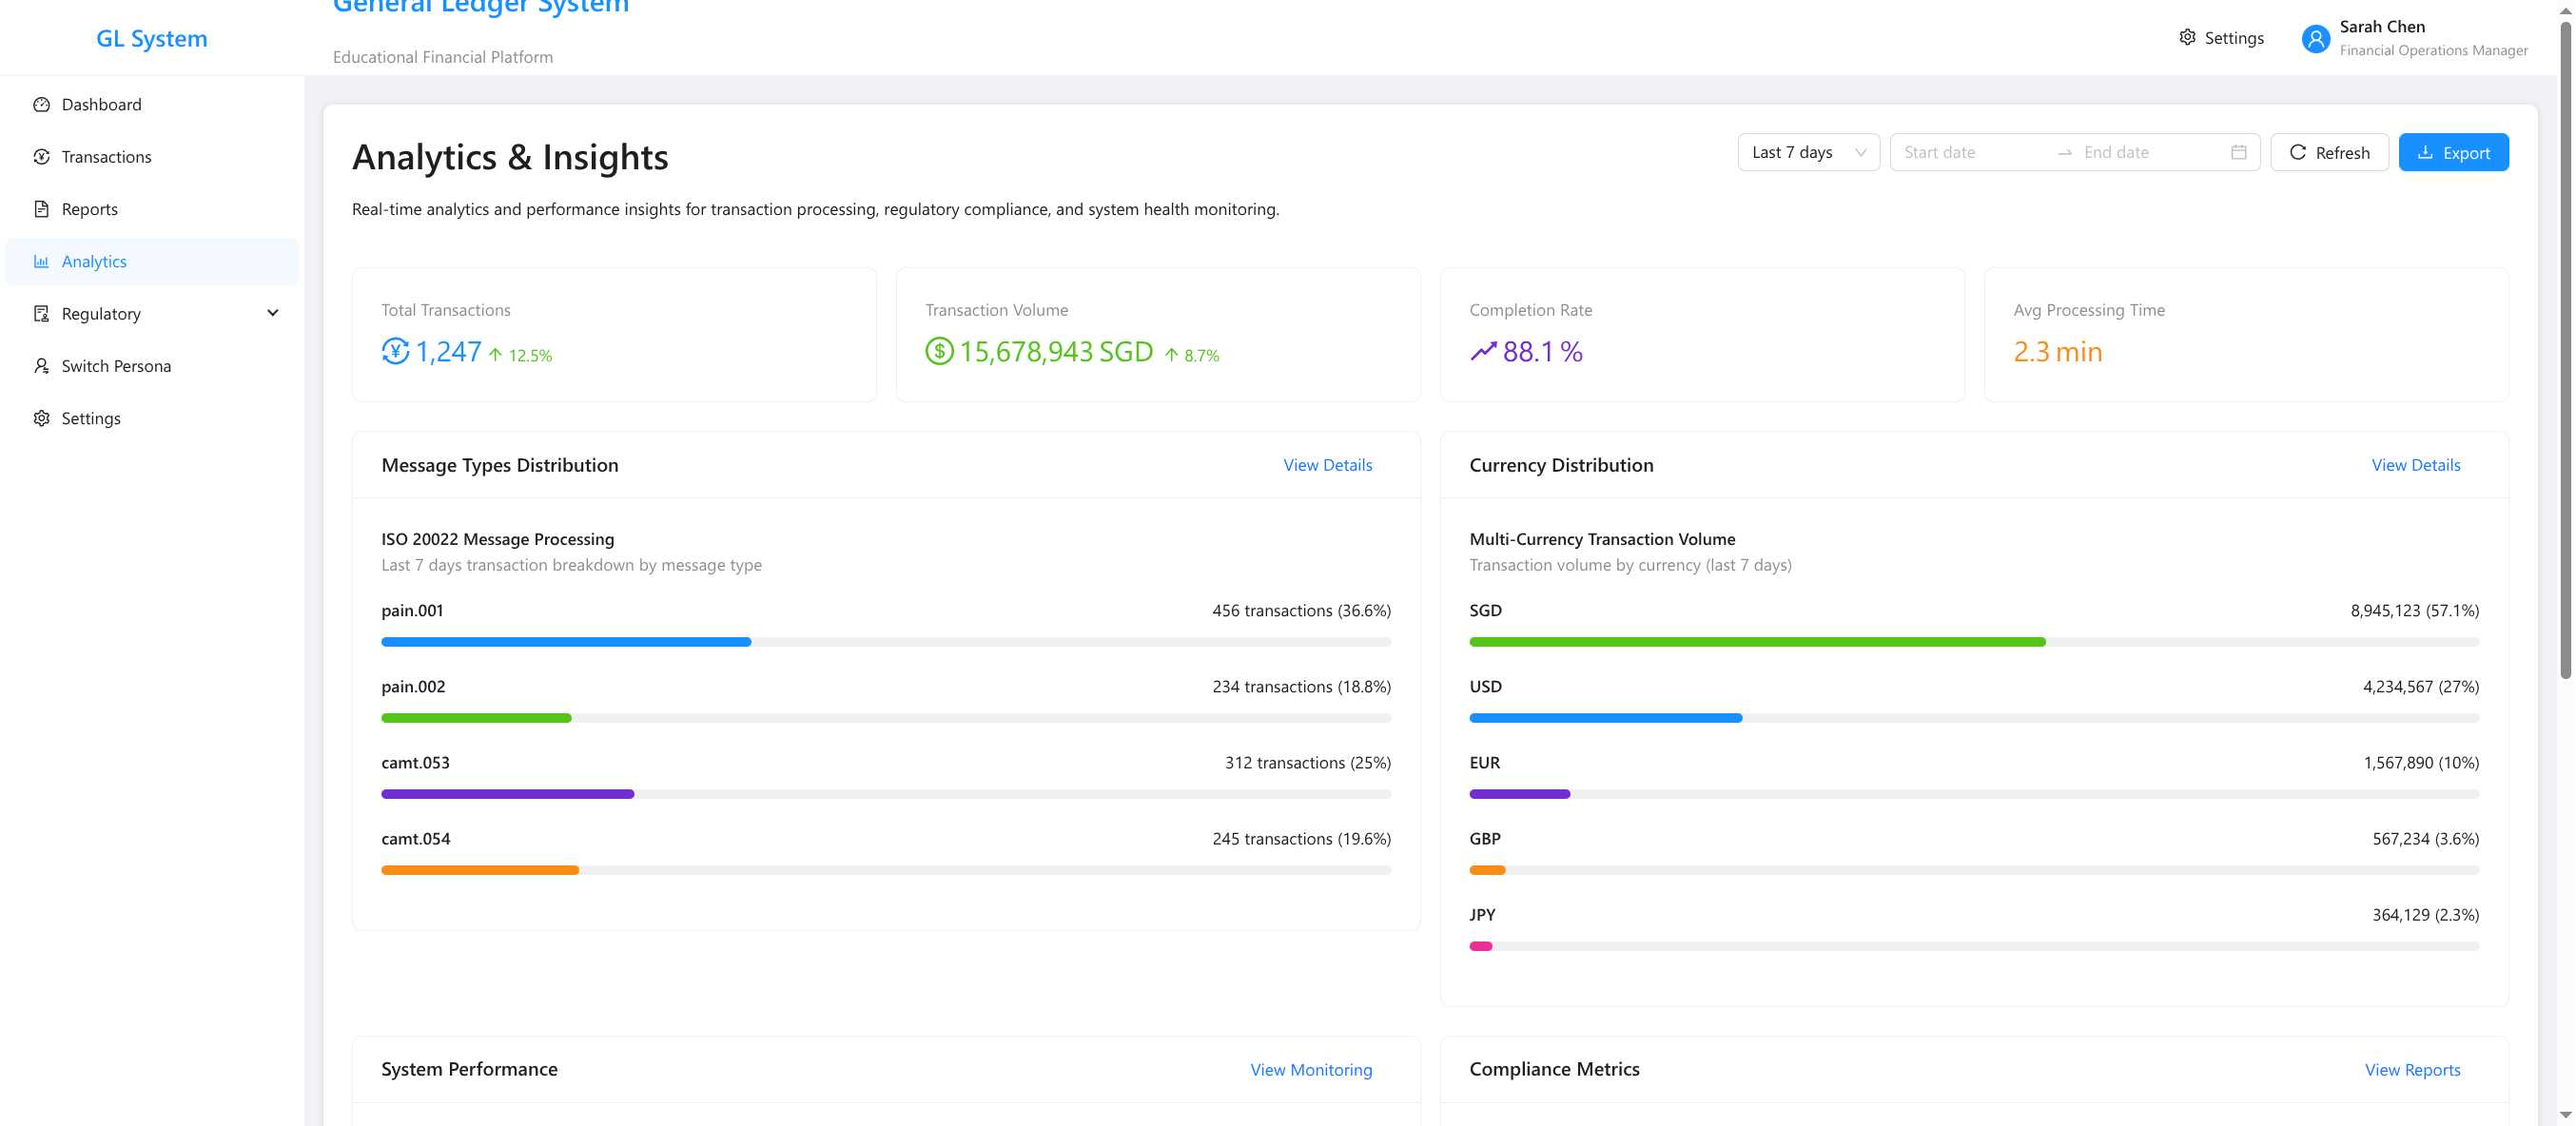 General Ledger System
GL System
Educational Financial Platform
Settings
Sarah Chen
Financial Operations Manager
Dashboard
Transactions
Reports
Analytics
Regulatory
Switch Persona
Settings
Analytics & Insights
Last 7 days
Start date
End date
Refresh
Export
Real-time analytics and performance insights for transaction processing, regulatory compliance, and system health monitoring.
Total Transactions
1,247 12.5%
Transaction Volume
15,678,943 SGD 8.7%
Completion Rate
88.1 %
Avg Processing Time
2.3 min
Message Types Distribution
View Details
ISO 20022 Message Processing
Last 7 days transaction breakdown by message type
pain.001
456 transactions (36.6%)
pain.002
234 transactions (18.8%)
camt.053
312 transactions (25%)
camt.054
245 transactions (19.6%)
Currency Distribution
View Details
Multi-Currency Transaction Volume
Transaction volume by currency (last 7 days)
SGD
8,945,123 (57.1%)
USD
4,234,567 (27%)
EUR
1,567,890 (10%)
GBP
567,234 (3.6%)
JPY
364,129 (2.3%)
System Performance
View Monitoring
Compliance Metrics
View Reports